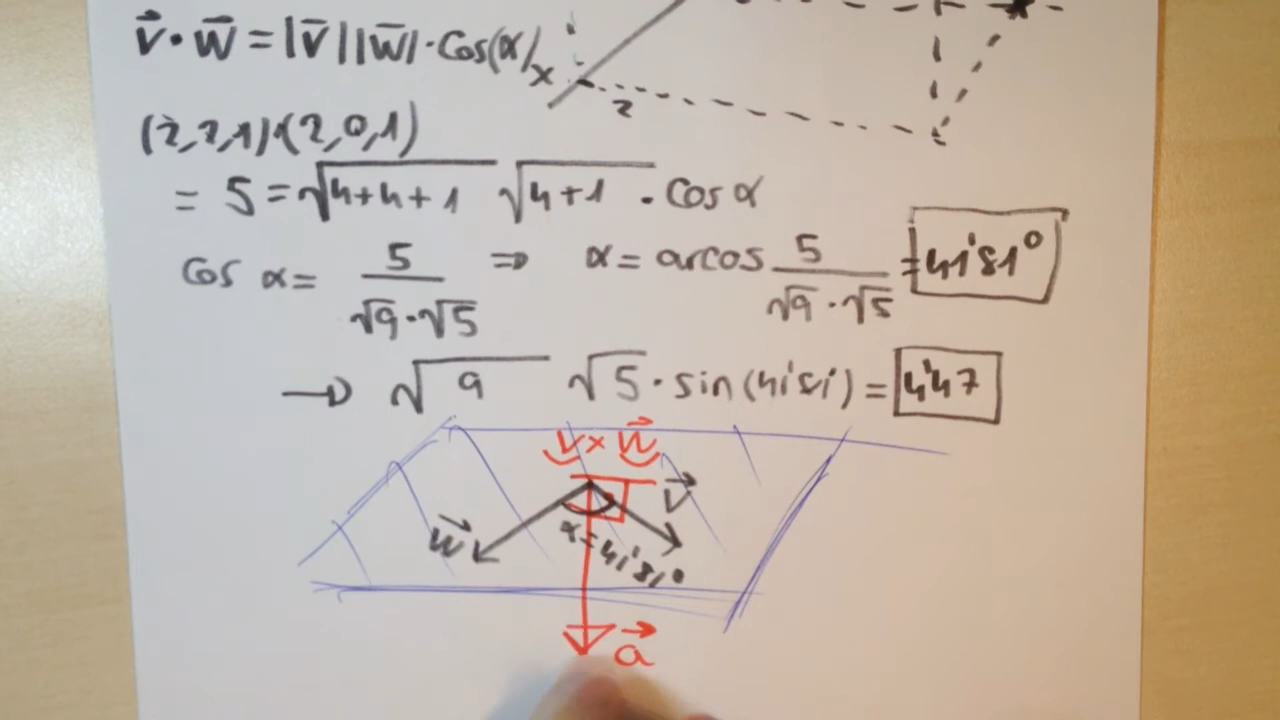 v⃗ · w⃗ = |v̄| |w̄| · cos(α)
x
2
(2,2,1)·(2,0,1)
= 5 = √4+4+1 √4+1 · cos α
cos α = 5/√9·√5 ⇒ α = arcos 5/√9·√5 = 41'81°
→ √9 √5 · sin(41'81) = 4'47
v × w⃗
v⃗
w⃗
α = 41'81°
a⃗